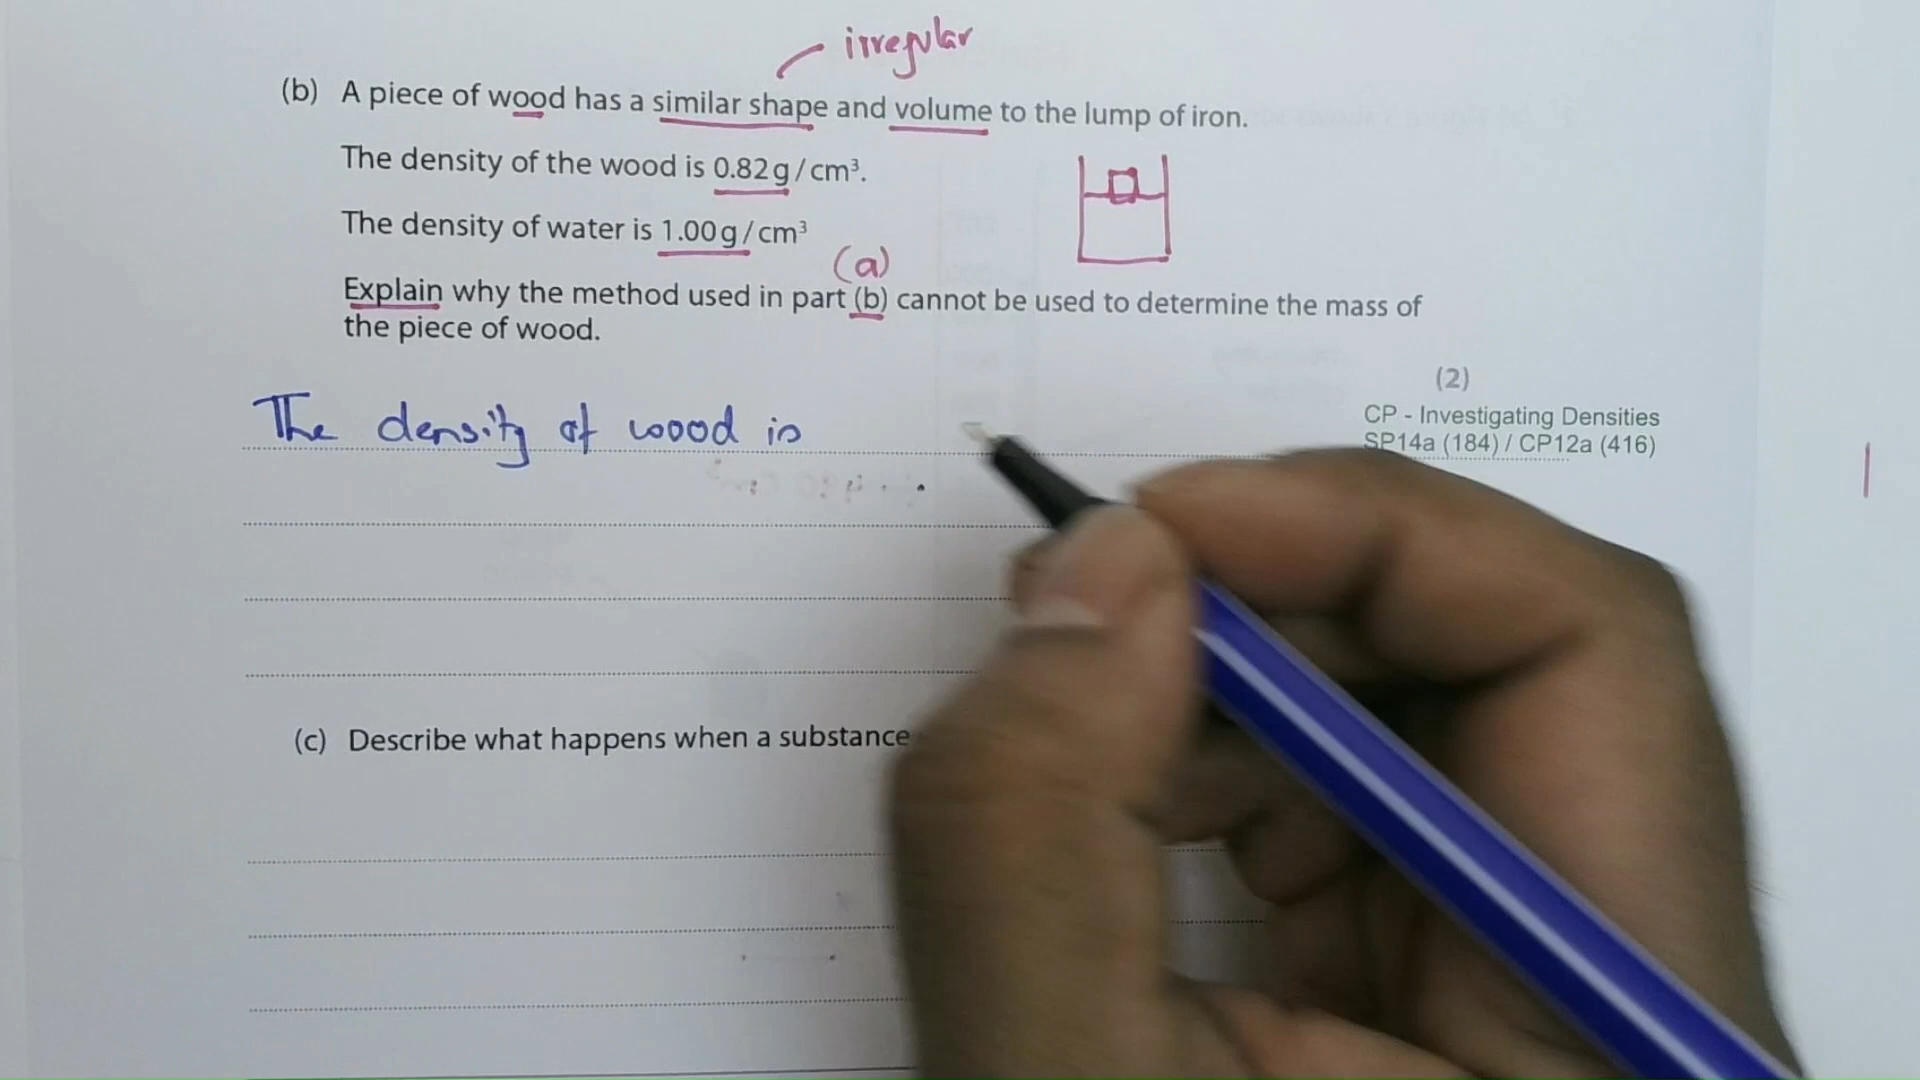 irregular
(b) A piece of wood has a similar shape and volume to the lump of iron.
The density of the wood is 0.82 g/cm³.
The density of water is 1.00 g/cm³
(a)
Explain why the method used in part (b) cannot be used to determine the mass of
the piece of wood.
(2)
CP - Investigating Densities
SP14a (184) / CP12a (416)
The density of wood is
(c) Describe what happens when a substance